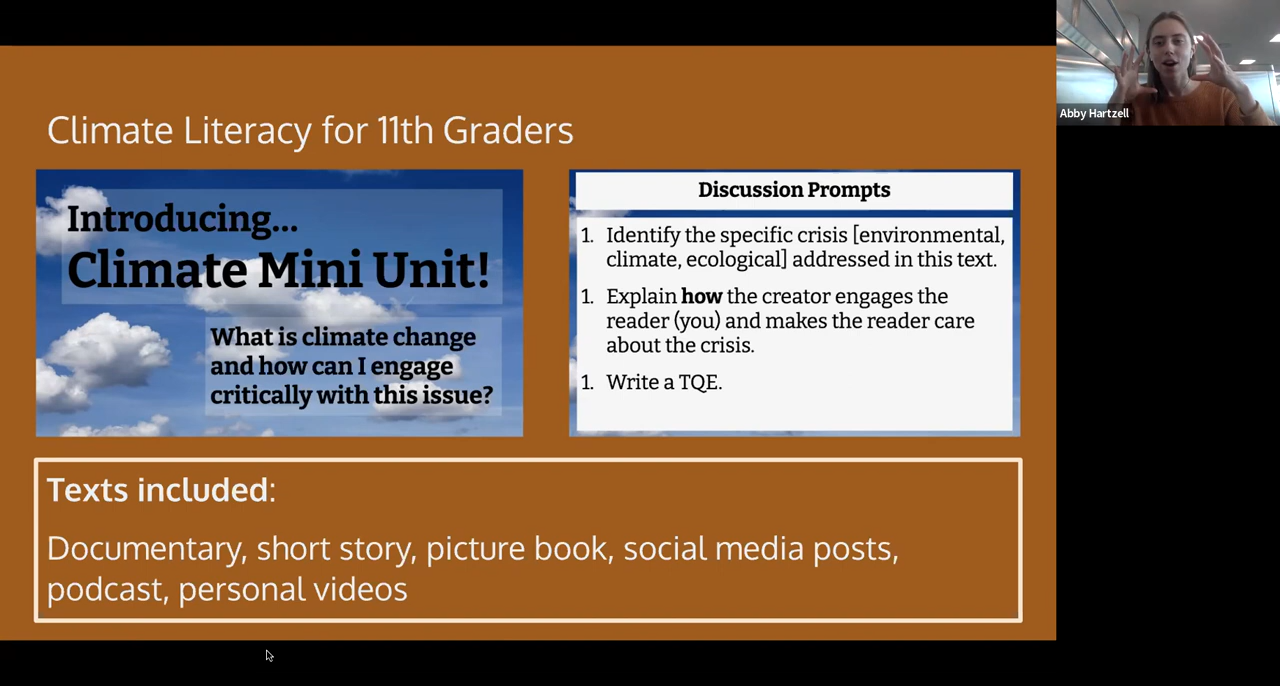 Climate Literacy for 11th Graders
Introducing...
Climate Mini Unit!
What is climate change
and how can I engage
critically with this issue?
Discussion Prompts
1. Identify the specific crisis [environmental,
climate, ecological] addressed in this text.
1. Explain how the creator engages the
reader (you) and makes the reader care
about the crisis.
1. Write a TQE.
Texts included:
Documentary, short story, picture book, social media posts,
podcast, personal videos
Abby Hartzell